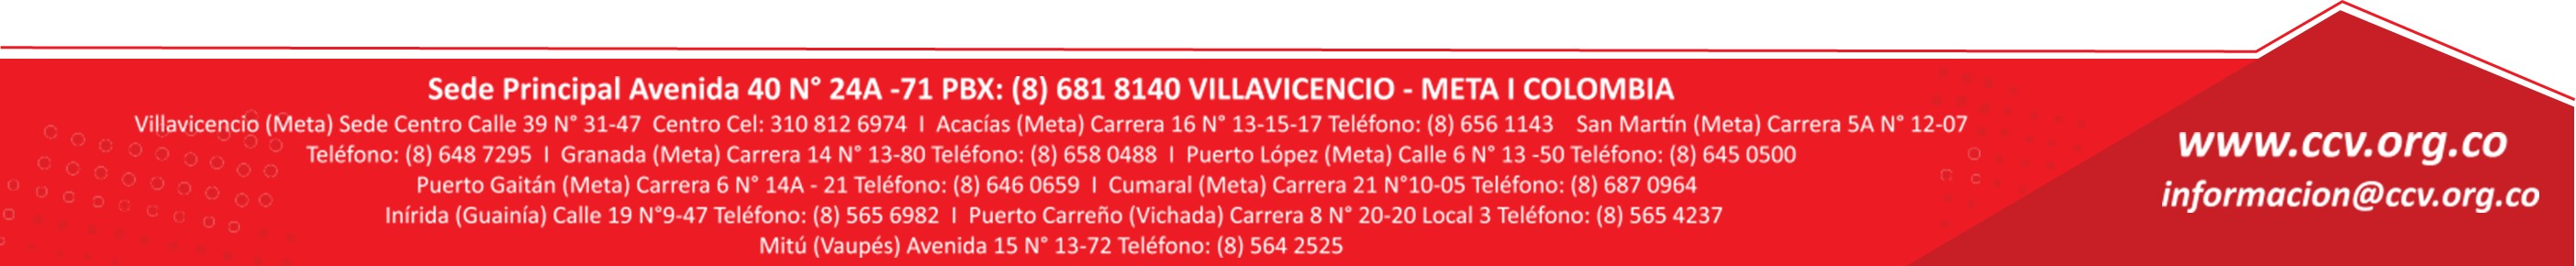 Sede Principal Avenida 40 N° 24A -71 PBX: (8) 681 8140 VILLAVICENCIO - META I COLOMBIA
Villavicencio (Meta) Sede Centro Calle 39 N° 31-47 Centro Cel: 310 812 6974 I Acacías (Meta) Carrera 16 N° 13-15-17 Teléfono: (8) 656 1143 San Martín (Meta) Carrera 5A N° 12-07
Teléfono: (8) 648 7295 I Granada (Meta) Carrera 14 N° 13-80 Teléfono: (8) 658 0488 I Puerto López (Meta) Calle 6 N° 13 -50 Teléfono: (8) 645 0500
Puerto Gaitán (Meta) Carrera 6 N° 14A - 21 Teléfono: (8) 646 0659 I Cumaral (Meta) Carrera 21 N°10-05 Teléfono: (8) 687 0964
Inírida (Guainía) Calle 19 N°9-47 Teléfono: (8) 565 6982 I Puerto Carreño (Vichada) Carrera 8 N° 20-20 Local 3 Teléfono: (8) 565 4237
Mitú (Vaupés) Avenida 15 N° 13-72 Teléfono: (8) 564 2525
www.ccv.org.co
informacion@ccv.org.co